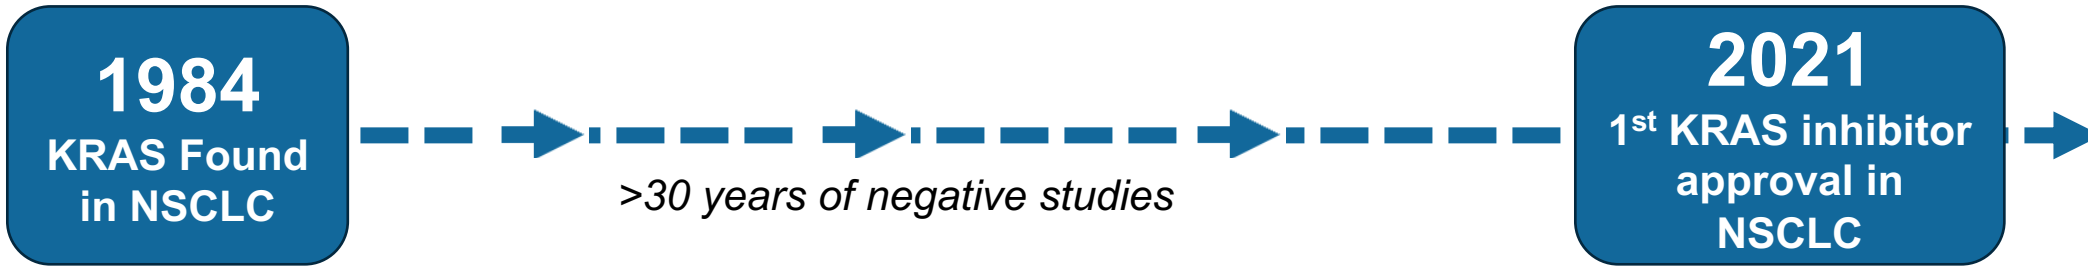 1984
KRAS Found
in NSCLC
>30 years of negative studies
2021
1st KRAS inhibitor
approval in
NSCLC